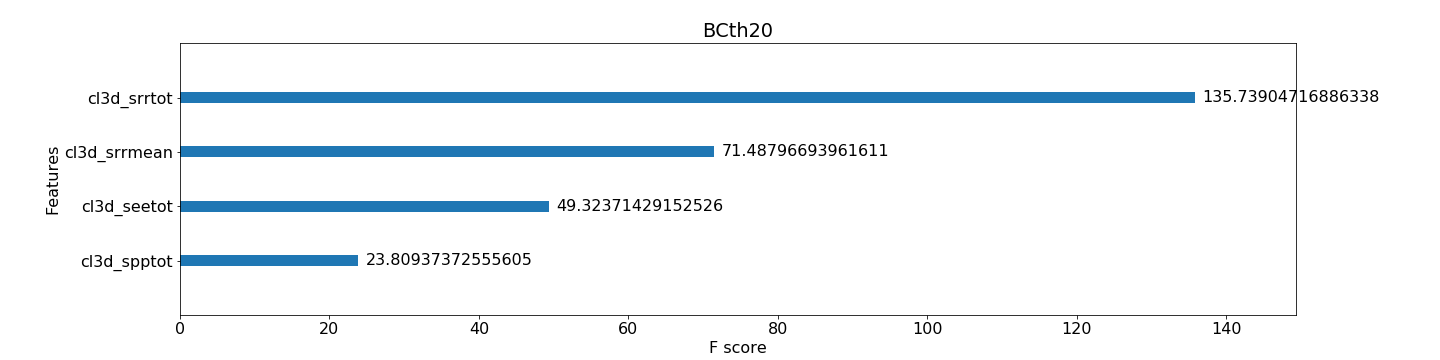 BCth20
cl3d_srrtot 135.73904716886338
cl3d_srrmean 71.48796693961611
cl3d_seetot 49.32371429152526
cl3d_spptot 23.80937372555605
Features
0 20 40 60 80 100 120 140
F score